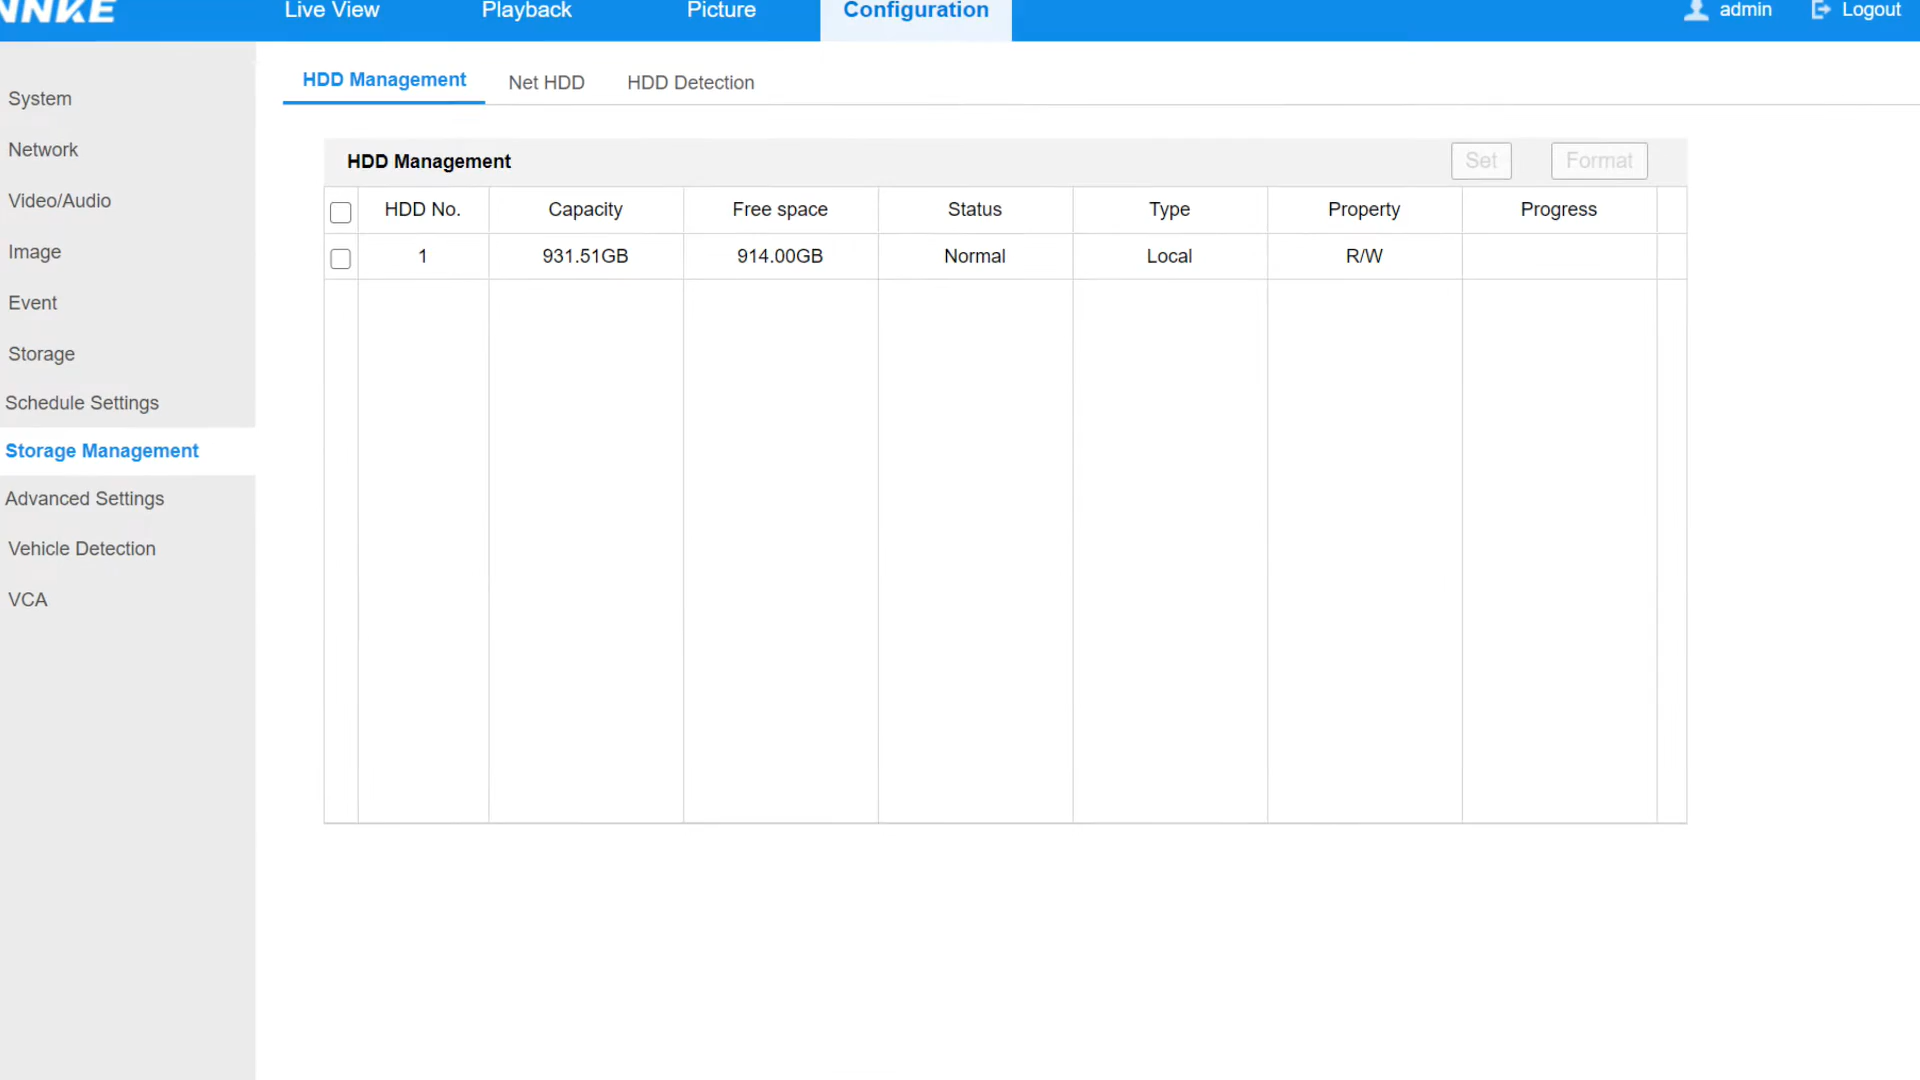 NNKE
Live View Playback Picture Configuration admin Logout
HDD Management Net HDD HDD Detection
System
Network
Video/Audio
Image
Event
Storage
Schedule Settings
Storage Management
Advanced Settings
Vehicle Detection
VCA
HDD Management Set Format
HDD No. Capacity Free space Status Type Property Progress
1 931.51GB 914.00GB Normal Local R/W